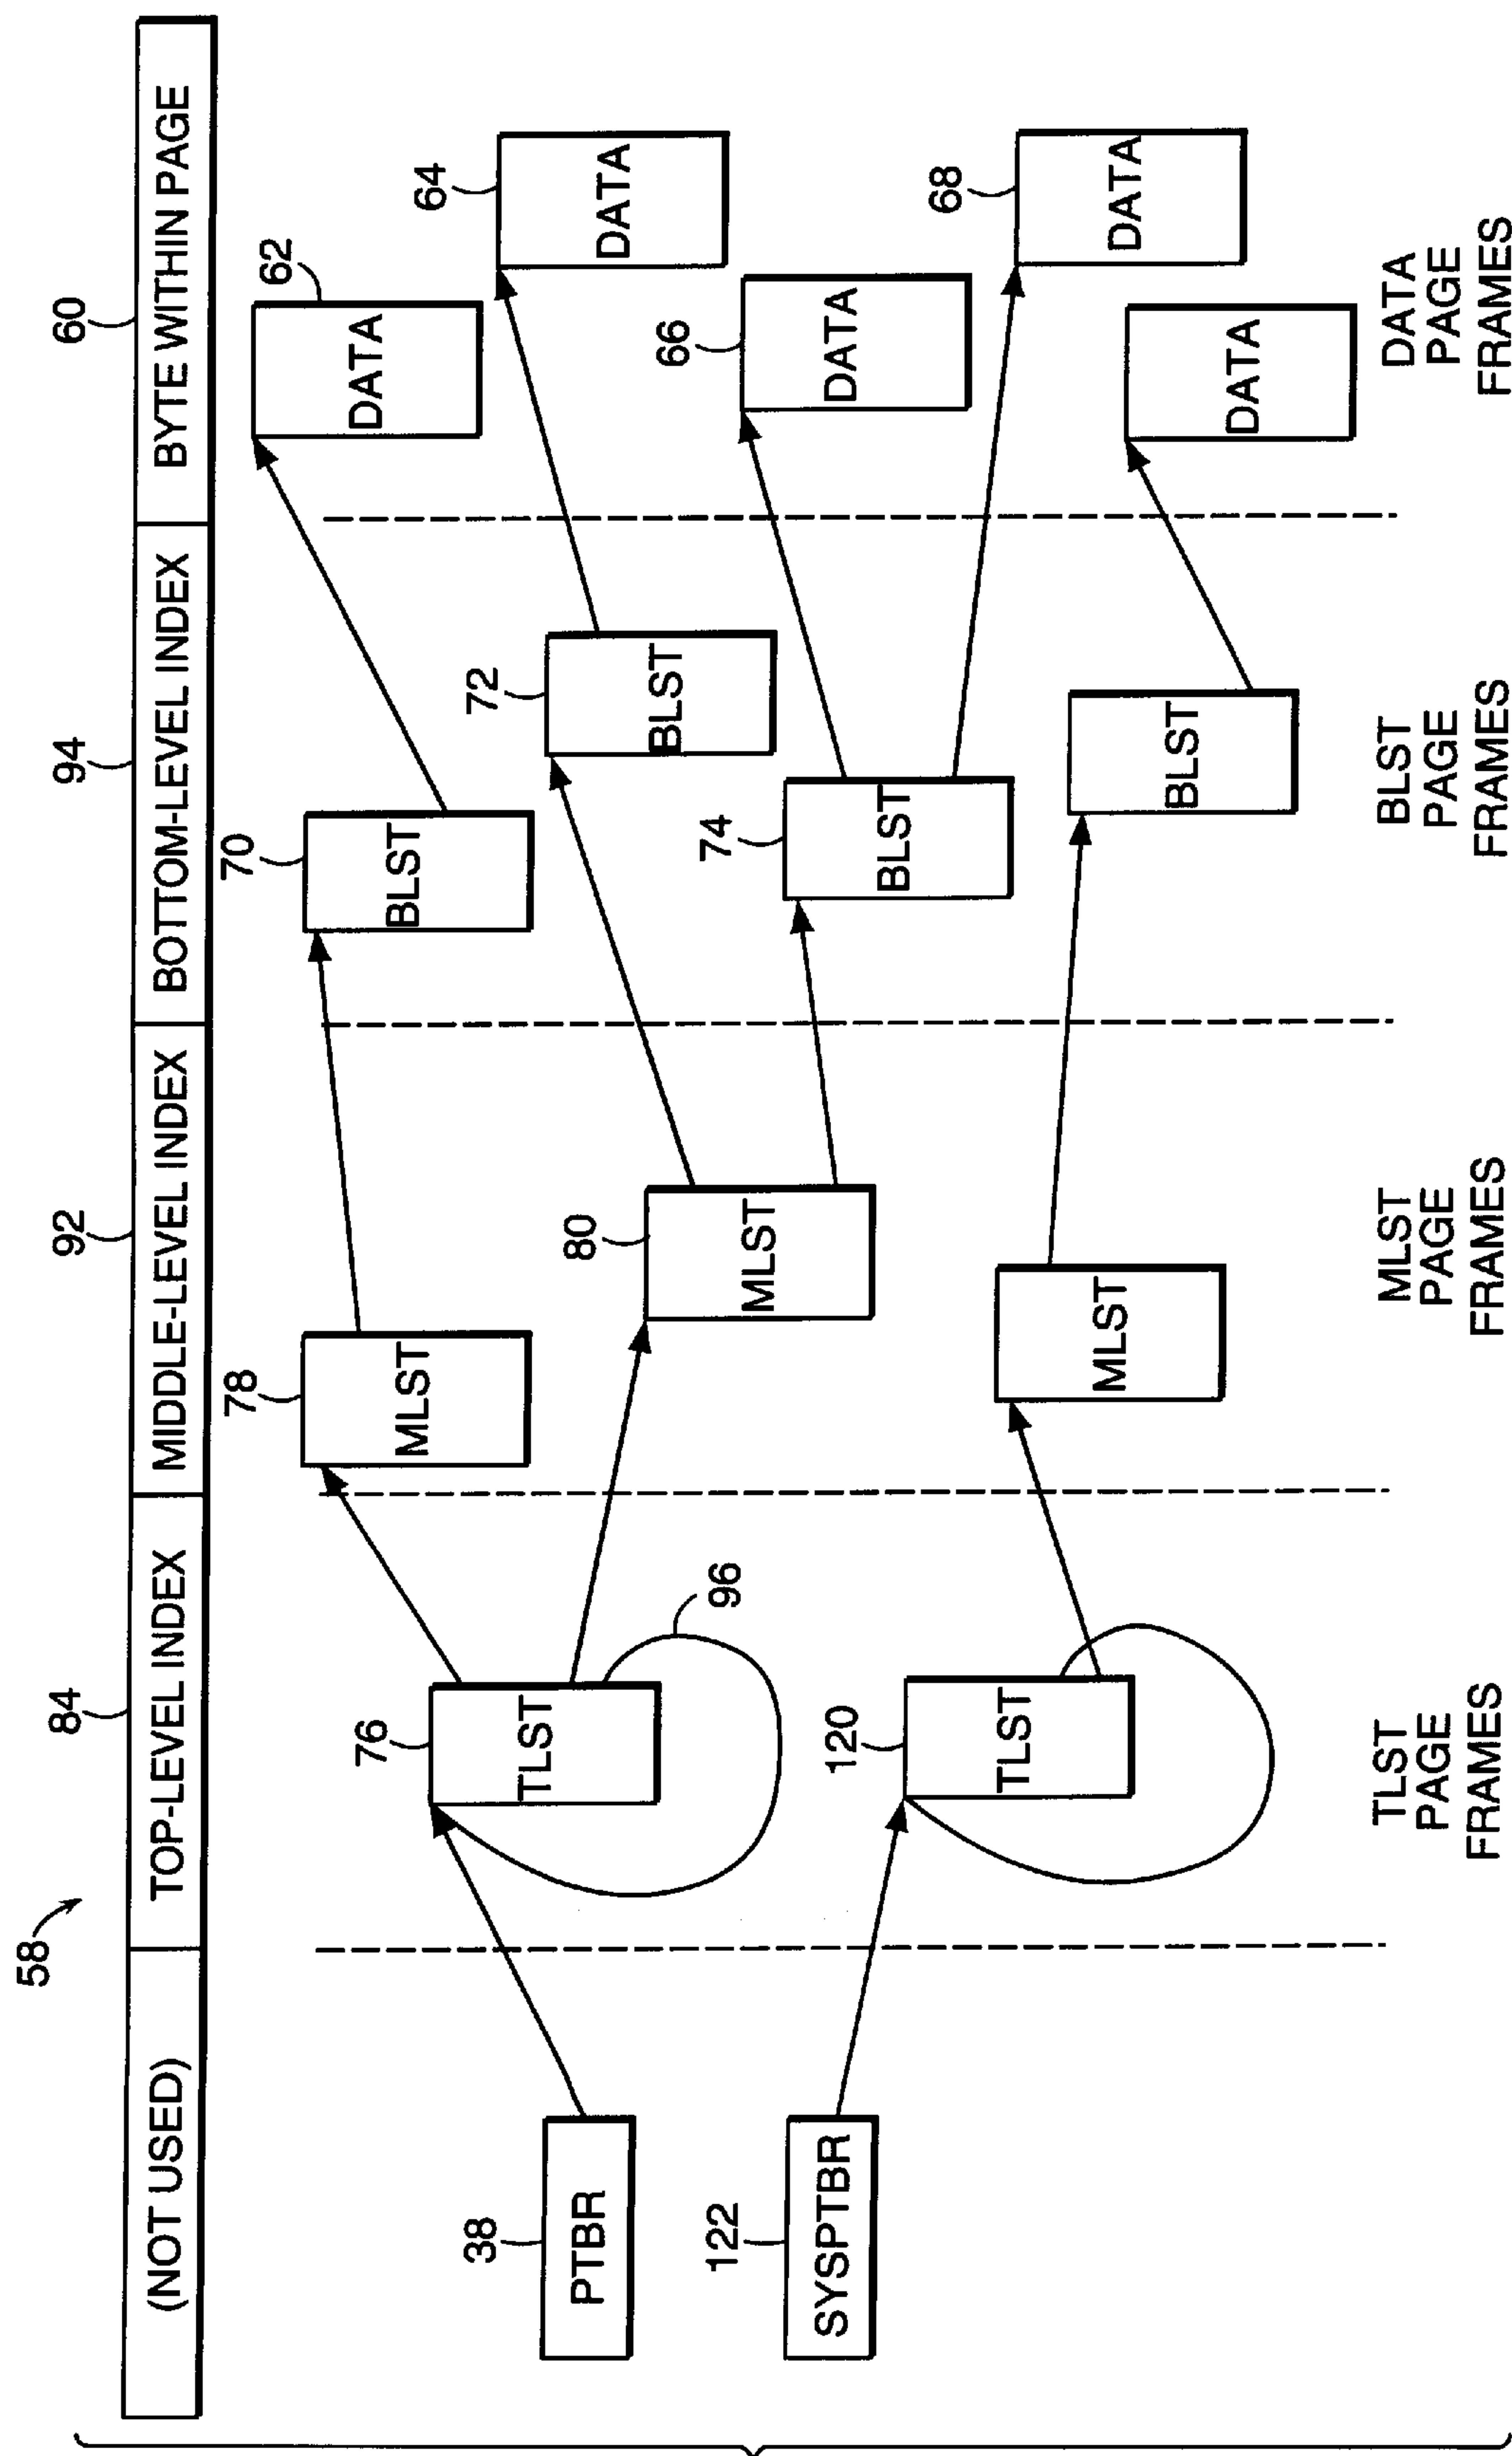 58
84
92
94
60
(NOT USED)
TOP-LEVEL INDEX
MIDDLE-LEVEL INDEX
BOTTOM-LEVEL INDEX
BYTE WITHIN PAGE
38
PTBR
122
SYSPTBR
76
TLST
96
120
TLST
78
MLST
80
MLST
MLST
70
BLST
72
BLST
74
BLST
BLST
62
DATA
64
DATA
66
DATA
68
DATA
DATA
TLST
PAGE
FRAMES
MLST
PAGE
FRAMES
BLST
PAGE
FRAMES
DATA
PAGE
FRAMES